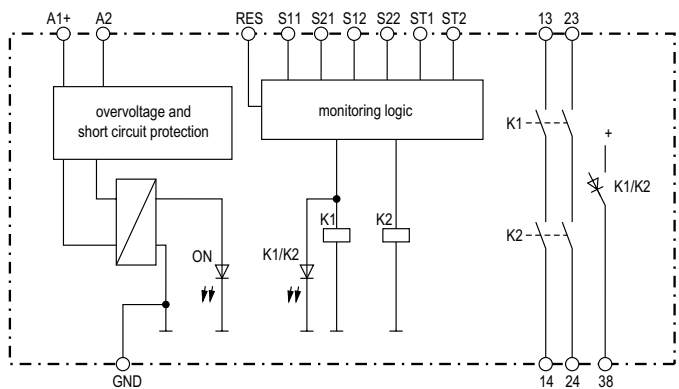 A1+ A2 RES S11 S21 S12 S22 ST1 ST2 13 23
overvoltage and
short circuit protection
monitoring logic
K1
+
K1/K2
K1 K2
K2
ON K1/K2
GND 14 24 38